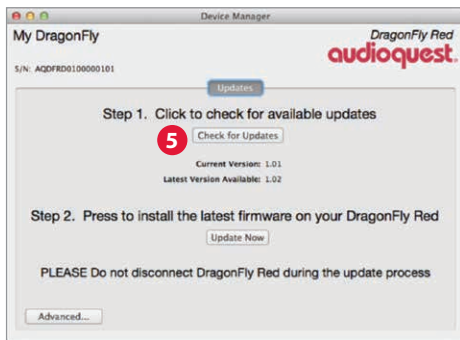 Device Manager
My DragonFly
DragonFly Red
audioquest.
S/N: AQDFRD0100000101
Updates
Step 1. Click to check for available updates
5 Check for Updates
Current Version: 1.01
Latest Version Available: 1.02
Step 2. Press to install the latest firmware on your DragonFly Red
Update Now
PLEASE Do not disconnect DragonFly Red during the update process
Advanced...